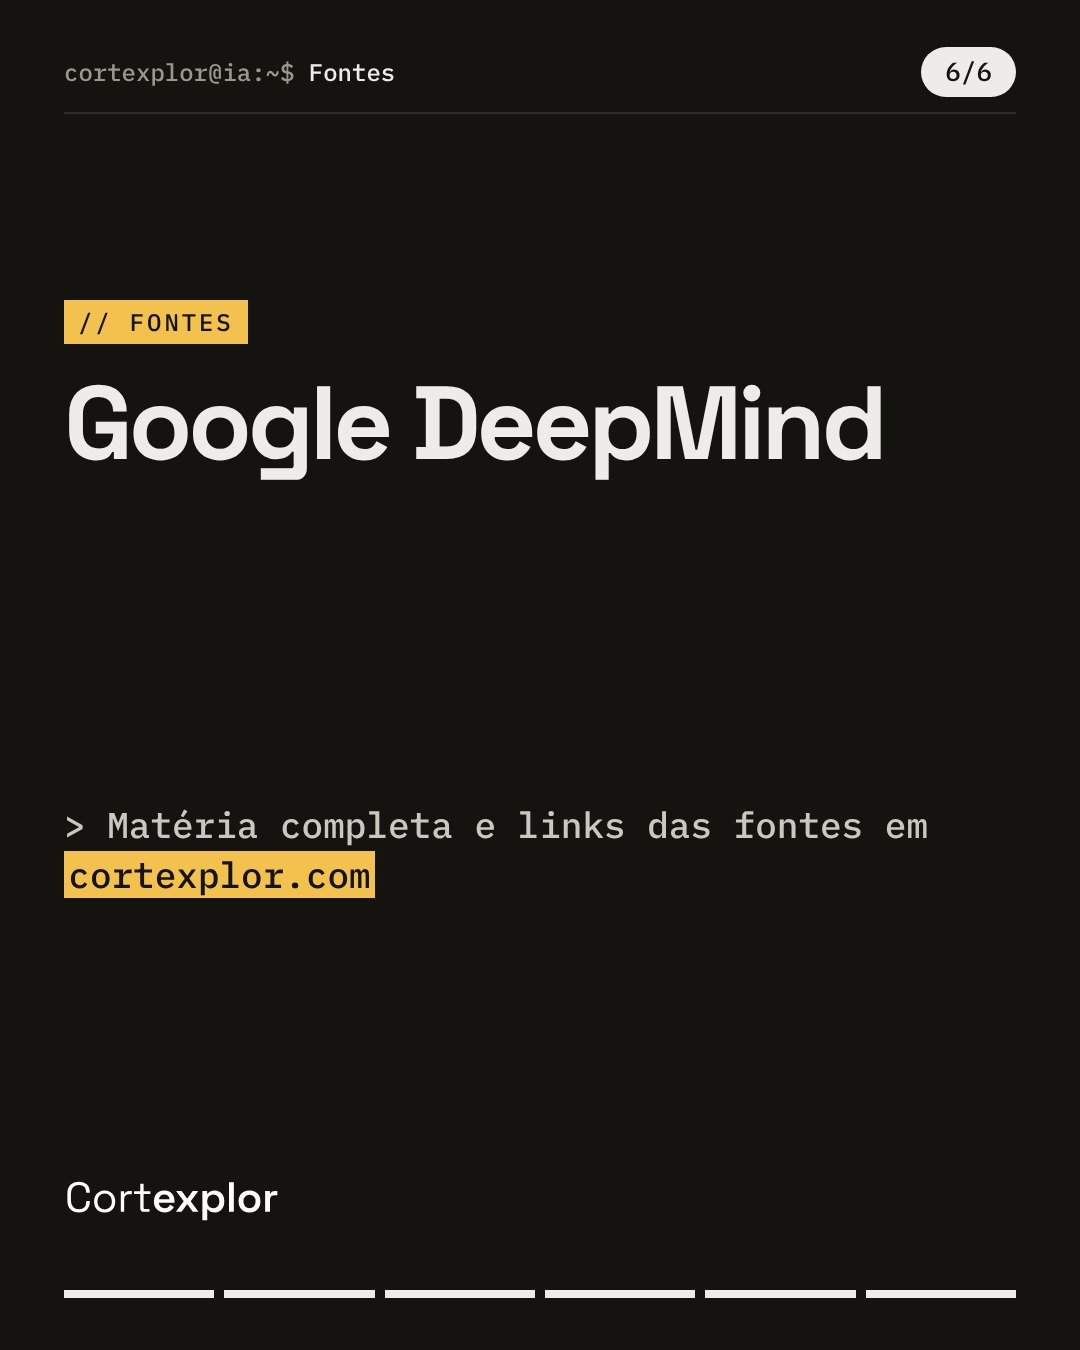 cortexplor@ia:~$ Fontes
6/6
// FONTES
Google DeepMind
> Matéria completa e links das fontes em
cortexplor.com
Cortexplor